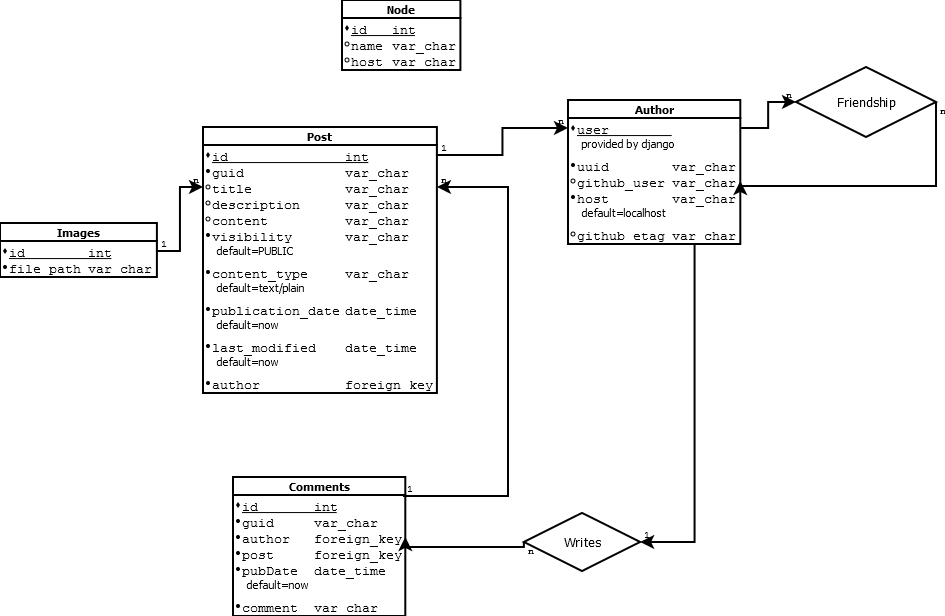 Node
id int
name var_char
host var_char
Author
user
provided by django
uuid var_char
github_user var_char
host var_char
default=localhost
github_etag var_char
n
Friendship
n
n
Post
id int
guid var_char
title var_char
description var_char
content var_char
visibility var_char
default=PUBLIC
content_type var_char
default=text/plain
publication_date date_time
default=now
last_modified date_time
default=now
author foreign_key
1
n
n
Images
id int
file_path var_char
1
Comments
id int
guid var_char
author foreign_key
post foreign_key
pubDate date_time
default=now
comment var_char
1
n
Writes
1